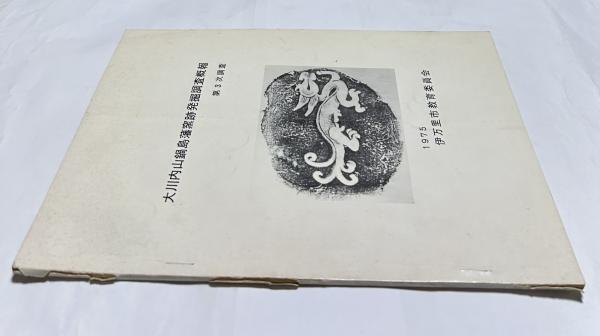 大川内山鍋島藩窯跡発掘調査概報
第3次調査
1975
伊万里市教育委員会